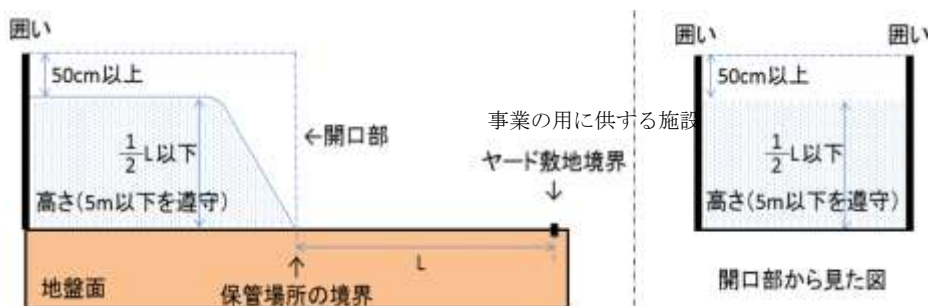 囲い
50cm以上
1/2 L以下
高さ(5m以下を遵守)
←開口部
事業の用に供する施設
ヤード敷地境界
↓
L
地盤面
↑
保管場所の境界
囲い
囲い
50cm以上
1/2 L以下
高さ(5m以下を遵守)
開口部から見た図